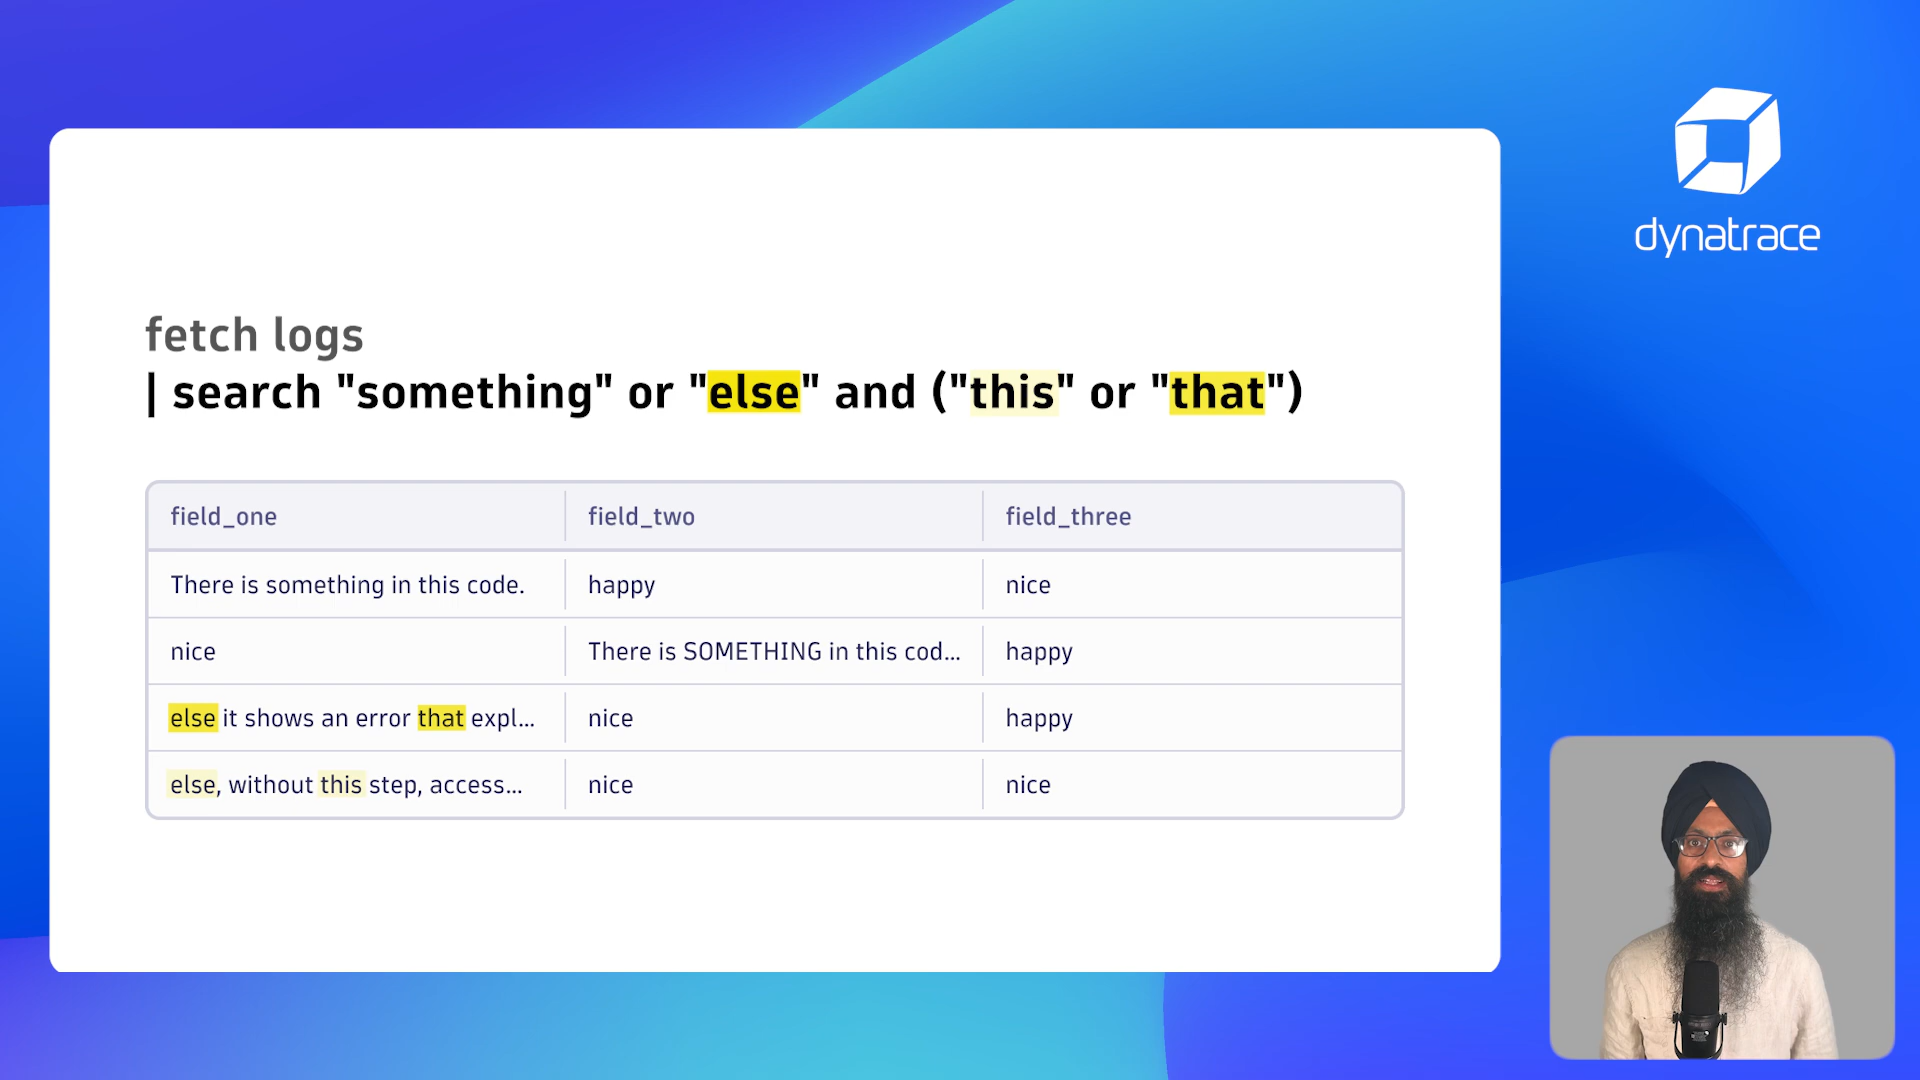 dynatrace
fetch logs
| search "something" or "else" and ("this" or "that")
field_one field_two field_three
There is something in this code. happy nice
nice There is SOMETHING in this cod... happy
else it shows an error that expl... nice happy
else, without this step, access... nice nice